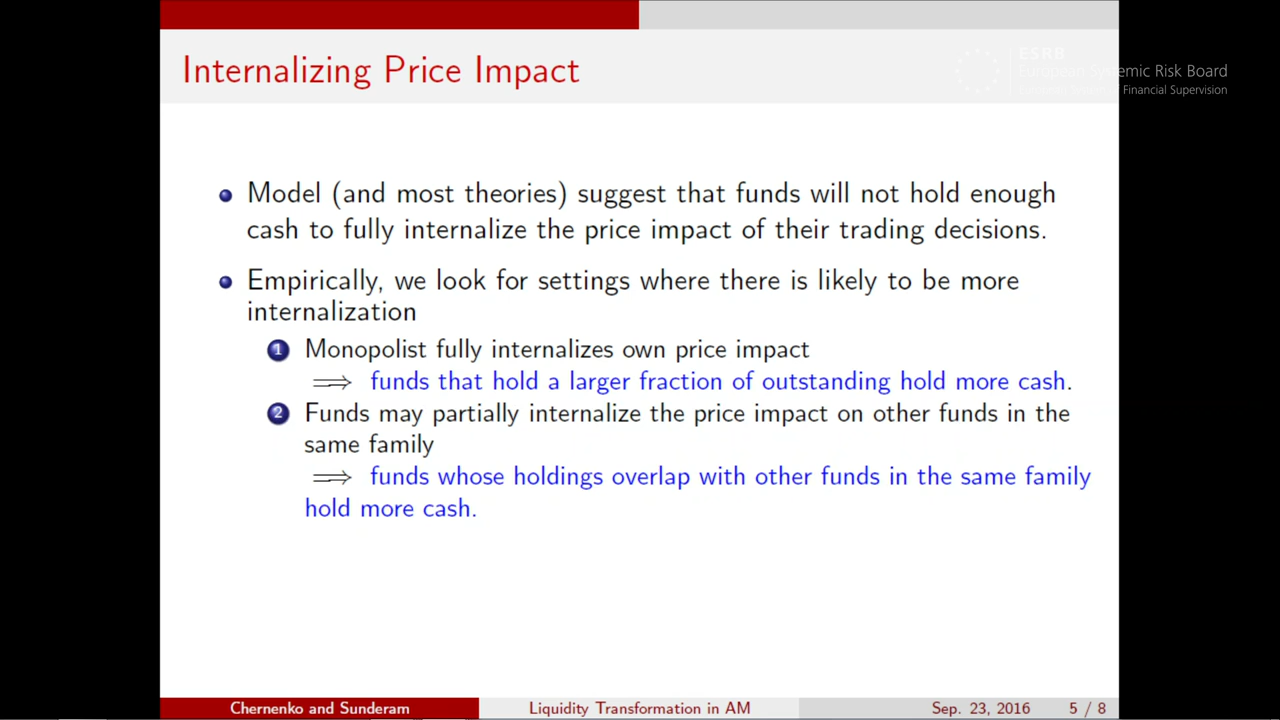 Internalizing Price Impact
ESRB
European Systemic Risk Board
European System of Financial Supervision
Model (and most theories) suggest that funds will not hold enough
cash to fully internalize the price impact of their trading decisions.
Empirically, we look for settings where there is likely to be more
internalization
1 Monopolist fully internalizes own price impact
⟹ funds that hold a larger fraction of outstanding hold more cash.
2 Funds may partially internalize the price impact on other funds in the
same family
⟹ funds whose holdings overlap with other funds in the same family
hold more cash.
Chernenko and Sunderam Liquidity Transformation in AM Sep. 23, 2016 5 / 8